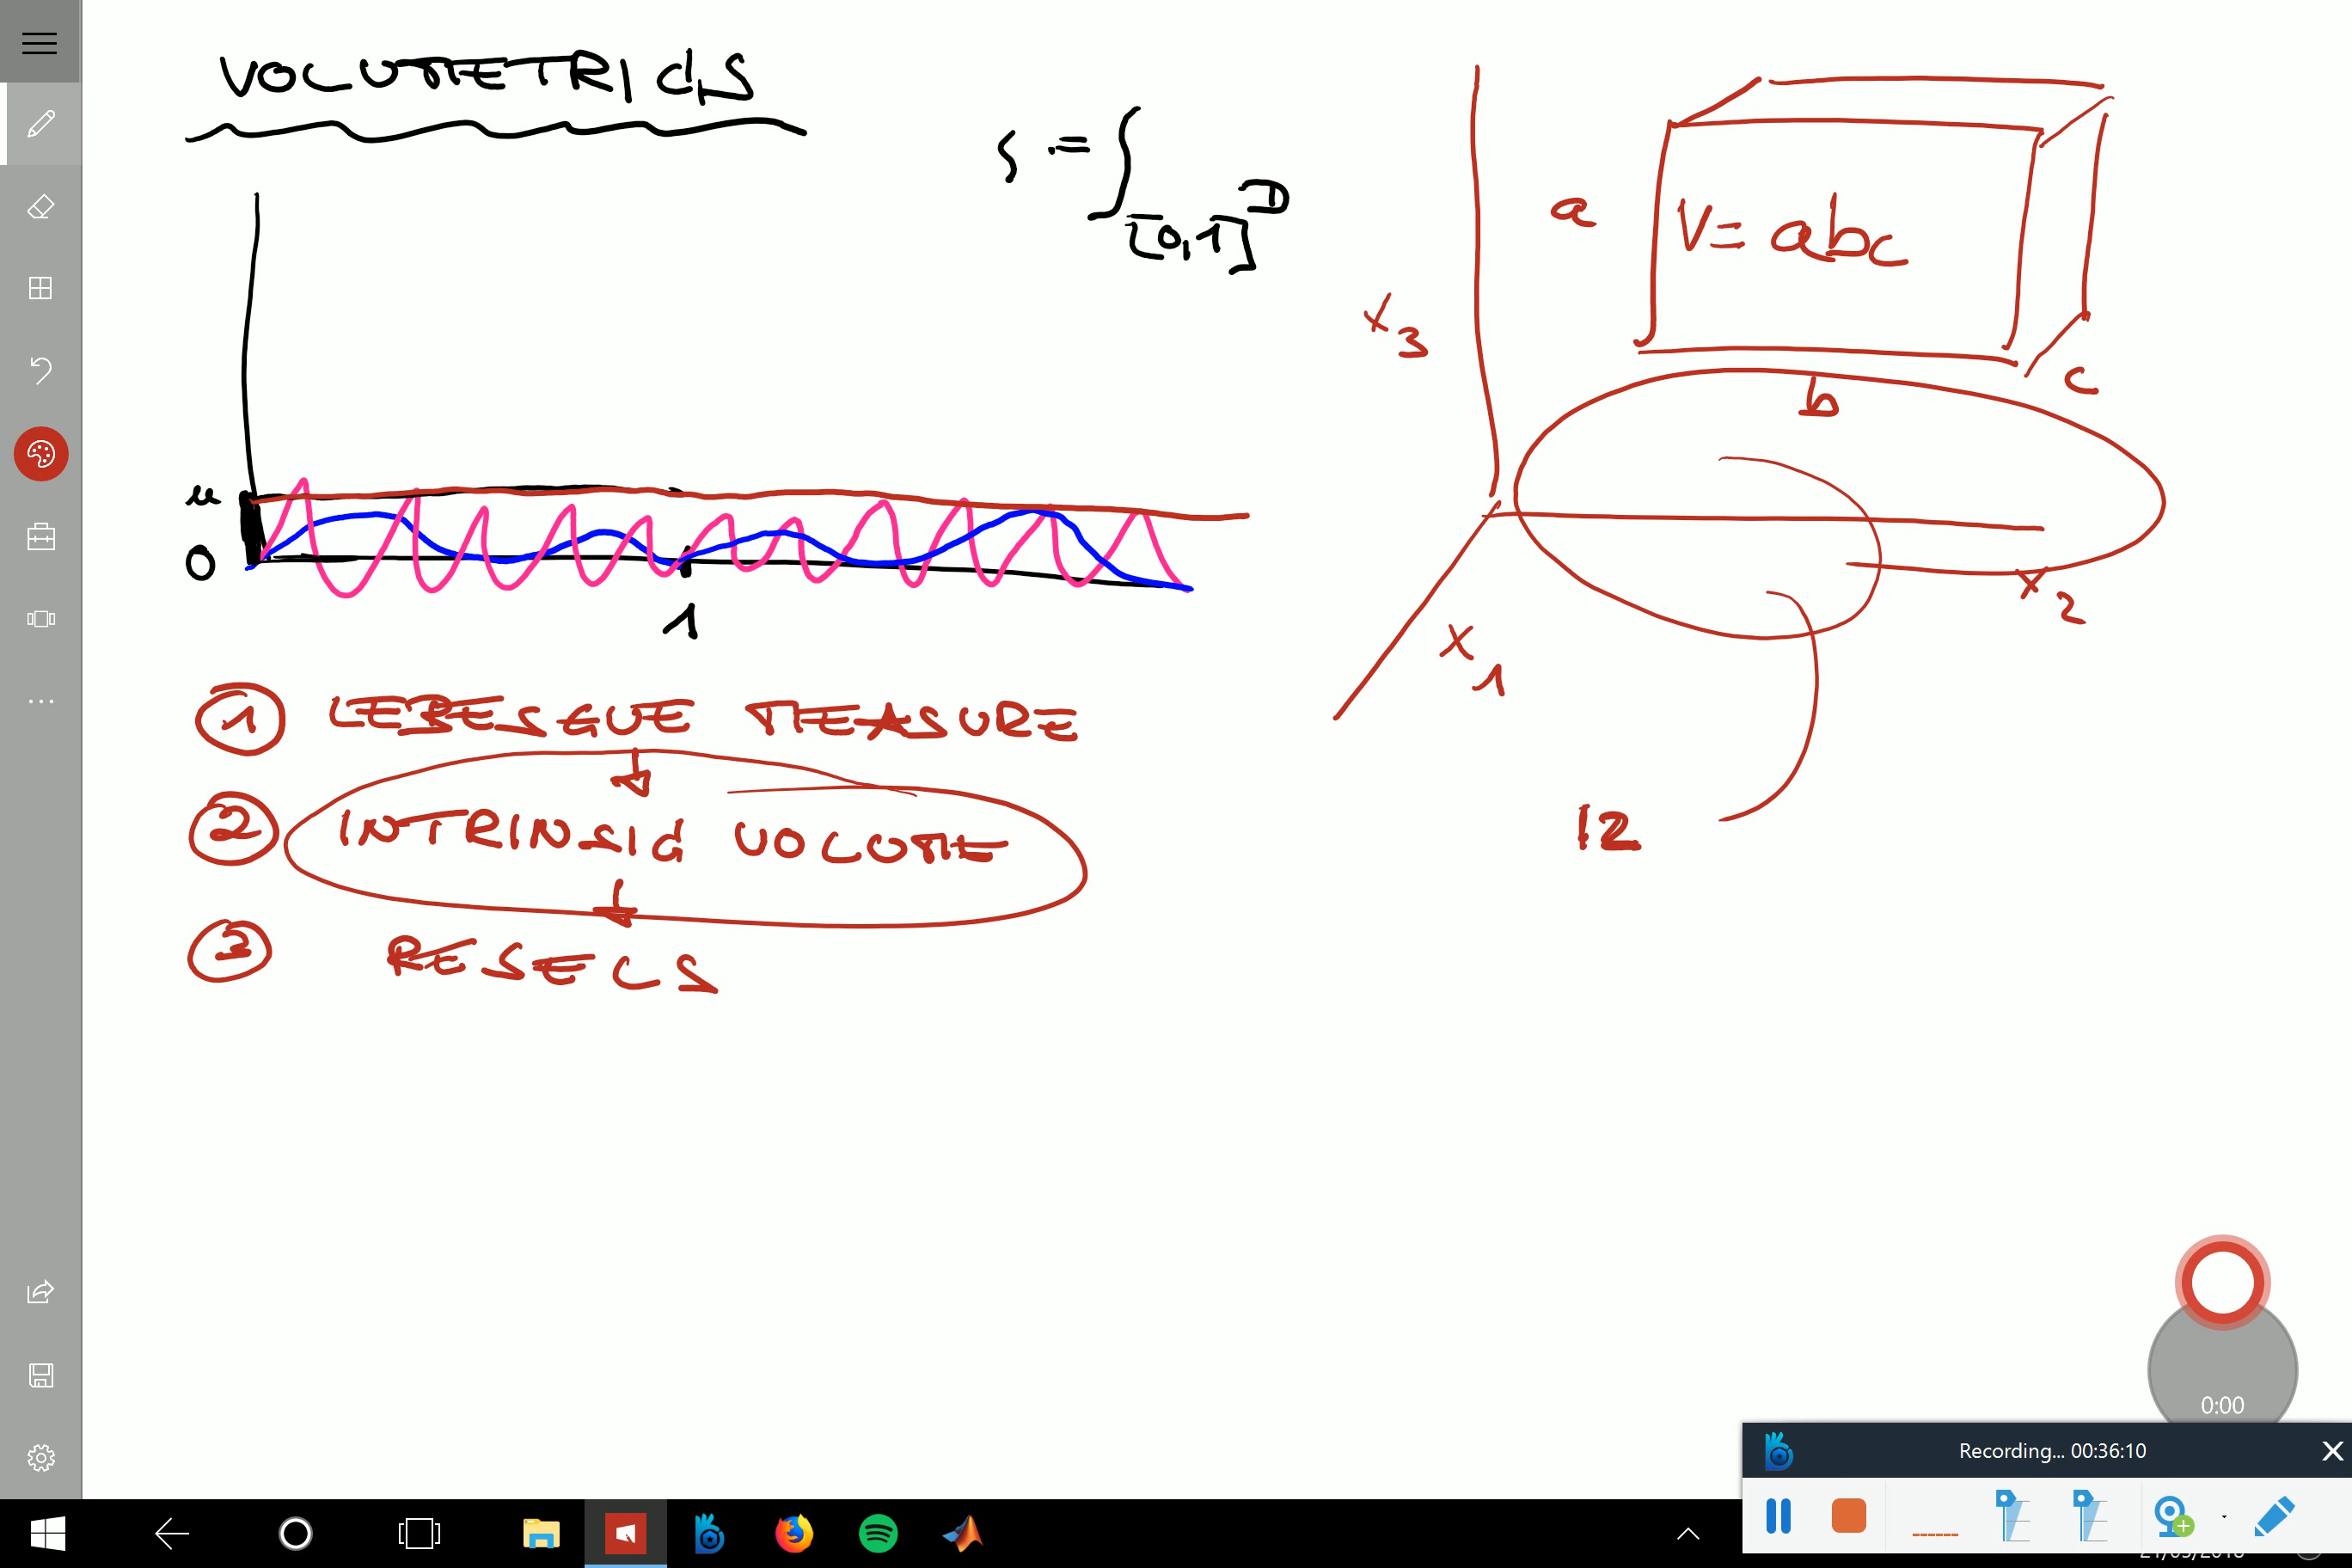 VOLUMETRICS
S := ∫
[0,1]^D
a
V = abc
x3
c
b
u
0
x2
1
x1
① LEBESGUE MEASURE
② INTRINSIC VOLUME
12
③ RESELS
0:00
Recording... 00:36:10